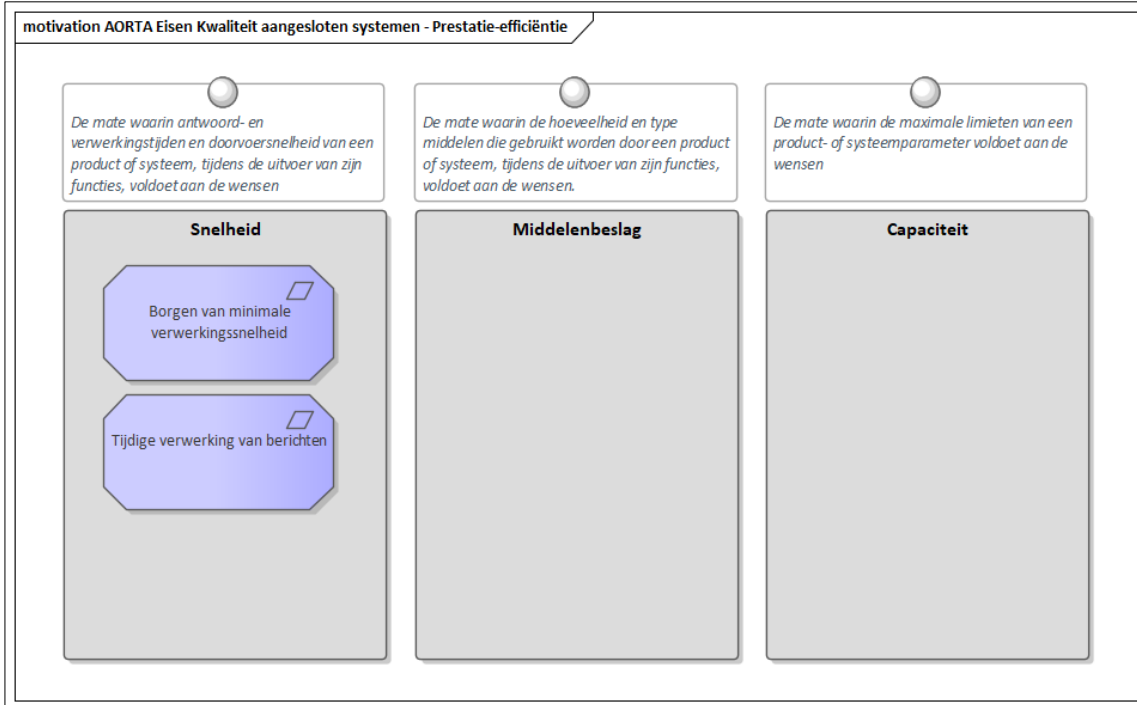 motivation AORTA Eisen Kwaliteit aangesloten systemen - Prestatie-efficiëntie
De mate waarin antwoord- en
verwerkingstijden en doorvoersnelheid van een
product of systeem, tijdens de uitvoer van zijn
functies, voldoet aan de wensen
De mate waarin de hoeveelheid en type
middelen die gebruikt worden door een product
of systeem, tijdens de uitvoer van zijn functies,
voldoet aan de wensen.
De mate waarin de maximale limieten van een
product- of systeemparameter voldoet aan de
wensen
Snelheid
Borgen van minimale
verwerkingssnelheid
Tijdige verwerking van berichten
Middelenbeslag
Capaciteit